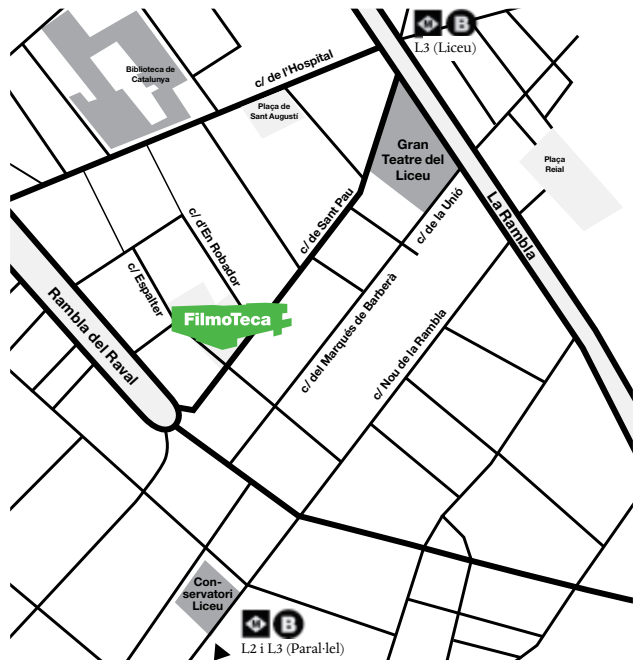 M B
L3 (Liceu)
Biblioteca de
Catalunya
c/ de l'Hospital
Plaça de
Sant Augustí
Gran
Teatre del
Liceu
Plaça
Reial
La Rambla
c/ de la Unió
c/ de Sant Pau
c/ d'En Robador
c/ Espalter
Rambla del Raval
FilmoTeca
c/ del Marqués de Barberà
c/ Nou de la Rambla
Con-
servatori
Liceu
M B
L2 i L3 (Paral·lel)